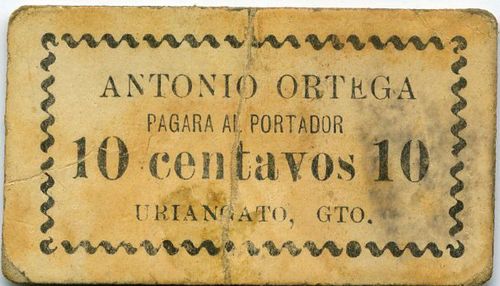 ANTONIO ORTEGA
PAGARA AL PORTADOR
10 centavos 10
URIANGATO, GTO.